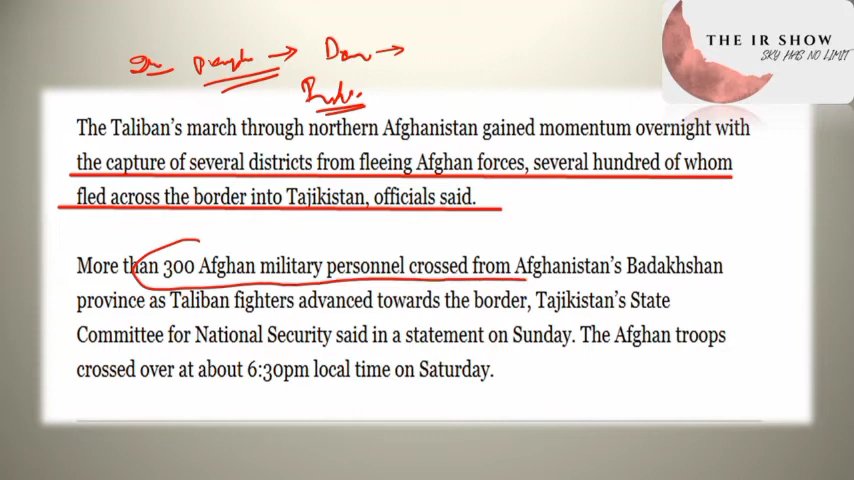 THE IR SHOW
SKY HAS NO LIMIT
The Taliban's march through northern Afghanistan gained momentum overnight with
the capture of several districts from fleeing Afghan forces, several hundred of whom
fled across the border into Tajikistan, officials said.
More than 300 Afghan military personnel crossed from Afghanistan's Badakhshan
province as Taliban fighters advanced towards the border, Tajikistan's State
Committee for National Security said in a statement on Sunday. The Afghan troops
crossed over at about 6:30pm local time on Saturday.